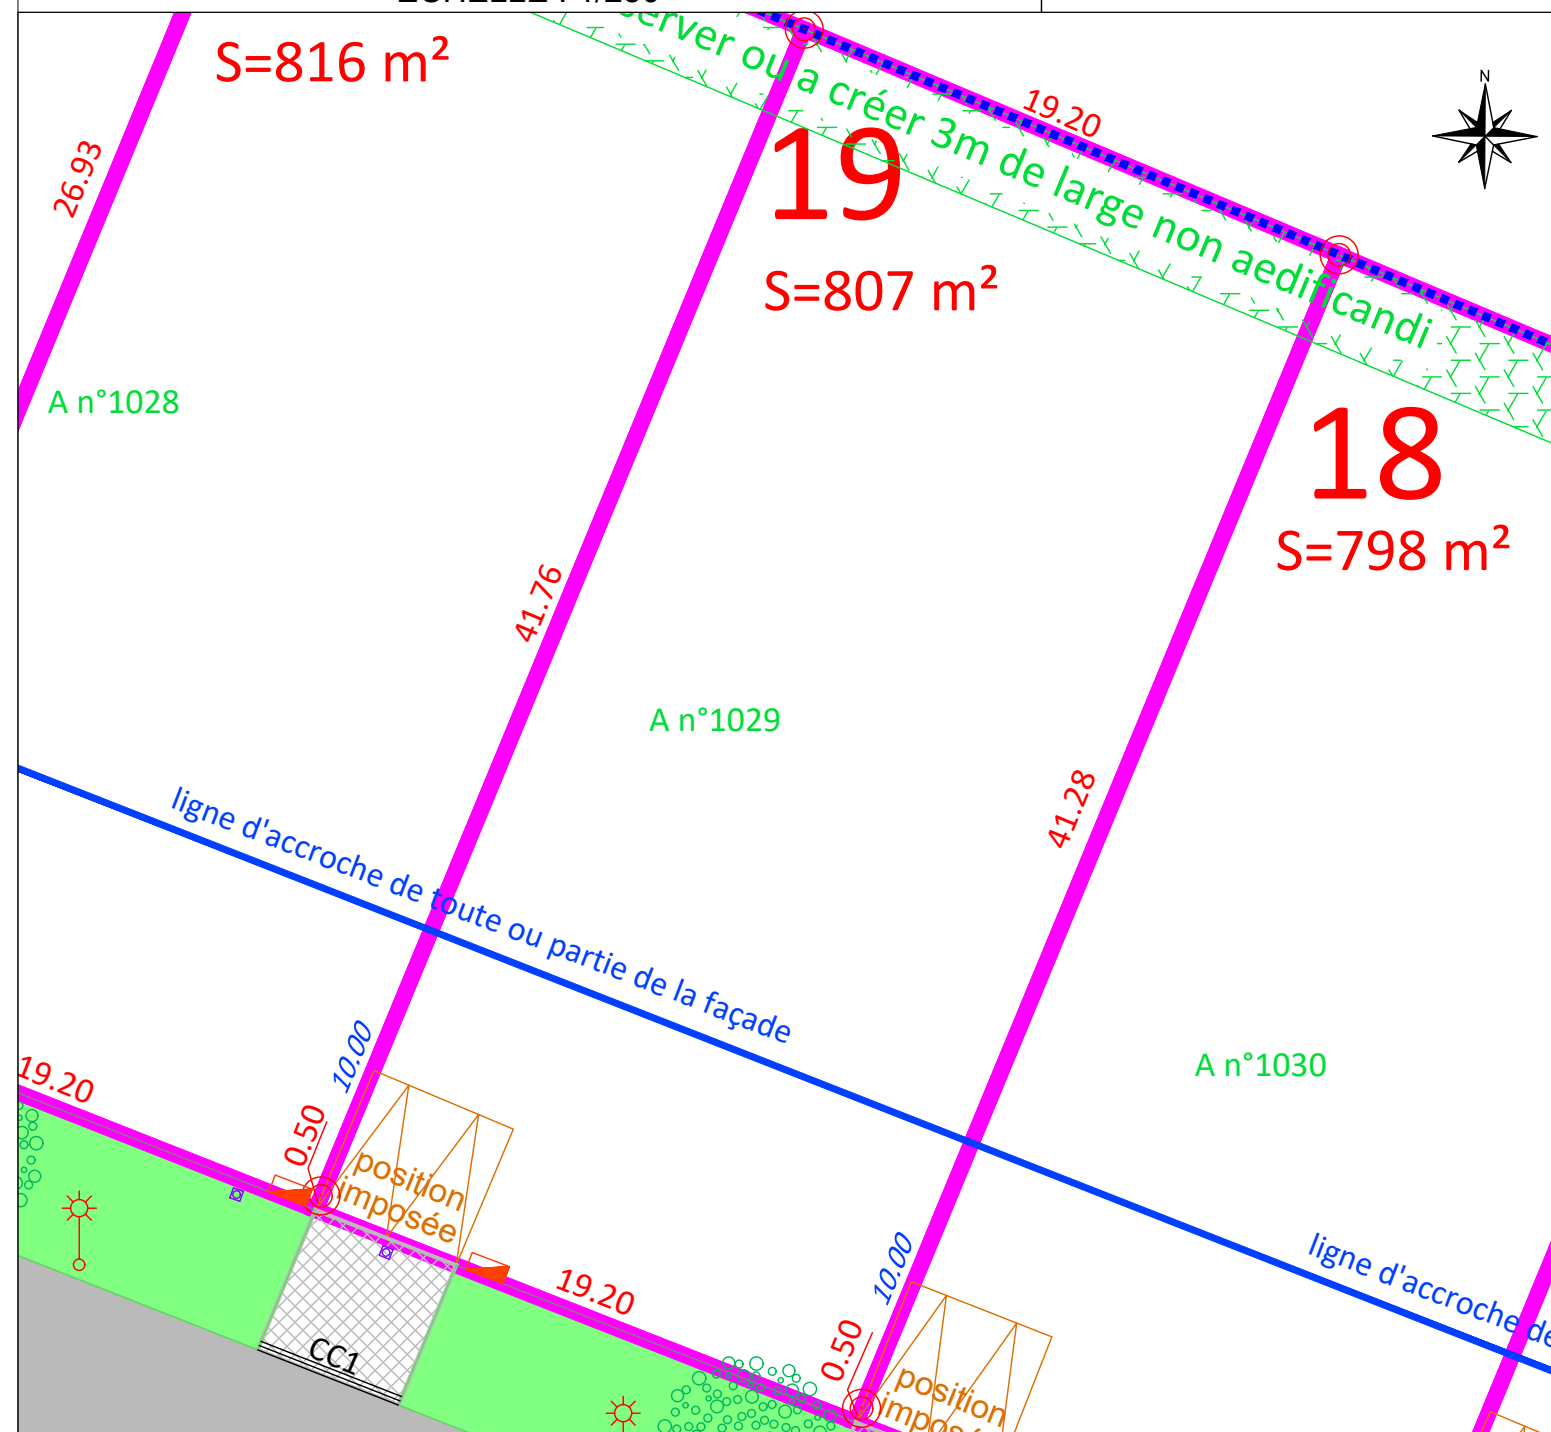 S=816 m²
server ou a créer 3m de large non aedificandi
19.20
N
26.93
19
S=807 m²
A n°1028
18
S=798 m²
41.76
A n°1029
41.28
ligne d'accroche de toute ou partie de la façade
10.00
A n°1030
19.20
0.50
position
imposée
10.00
ligne d'accroche de
19.20
0.50
CC1
position